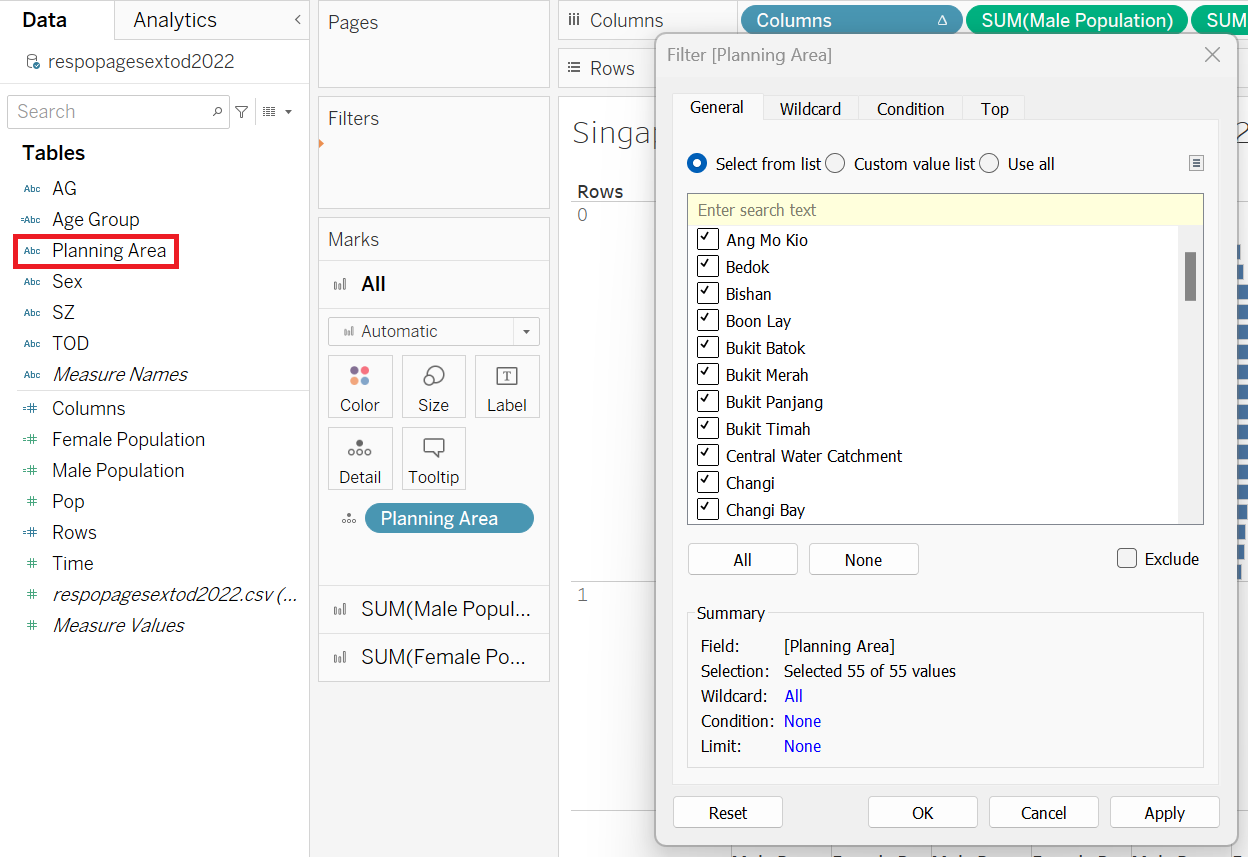 Data
Analytics
respopagesextod2022
Search
Tables
Abc AG
=Abc Age Group
Abc Planning Area
Abc Sex
Abc SZ
Abc TOD
Abc Measure Names
=# Columns
=# Female Population
=# Male Population
# Pop
=# Rows
# Time
# respopagesextod2022.csv (...
# Measure Values
Pages
Filters
Marks
All
Automatic
Color
Size
T
Label
Detail
Tooltip
Planning Area
SUM(Male Popul...
SUM(Female Po...
Columns
Columns
SUM(Male Population)
SUM
Rows
Singap
2
Rows
0
1
Filter [Planning Area]
General
Wildcard
Condition
Top
Select from list
Custom value list
Use all
Enter search text
Ang Mo Kio
Bedok
Bishan
Boon Lay
Bukit Batok
Bukit Merah
Bukit Panjang
Bukit Timah
Central Water Catchment
Changi
Changi Bay
All
None
Exclude
Summary
Field: [Planning Area]
Selection: Selected 55 of 55 values
Wildcard: All
Condition: None
Limit: None
Reset
OK
Cancel
Apply